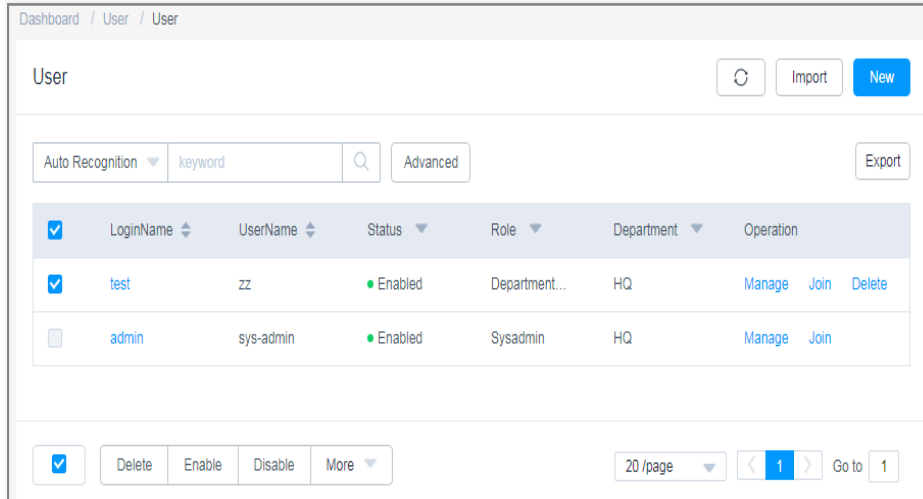 Dashboard / User / User
User Import New
Auto Recognition keyword Advanced Export
LoginName UserName Status Role Department Operation
test zz Enabled Department... HQ Manage Join Delete
admin sys-admin Enabled Sysadmin HQ Manage Join
Delete Enable Disable More 20 /page 1 Go to 1